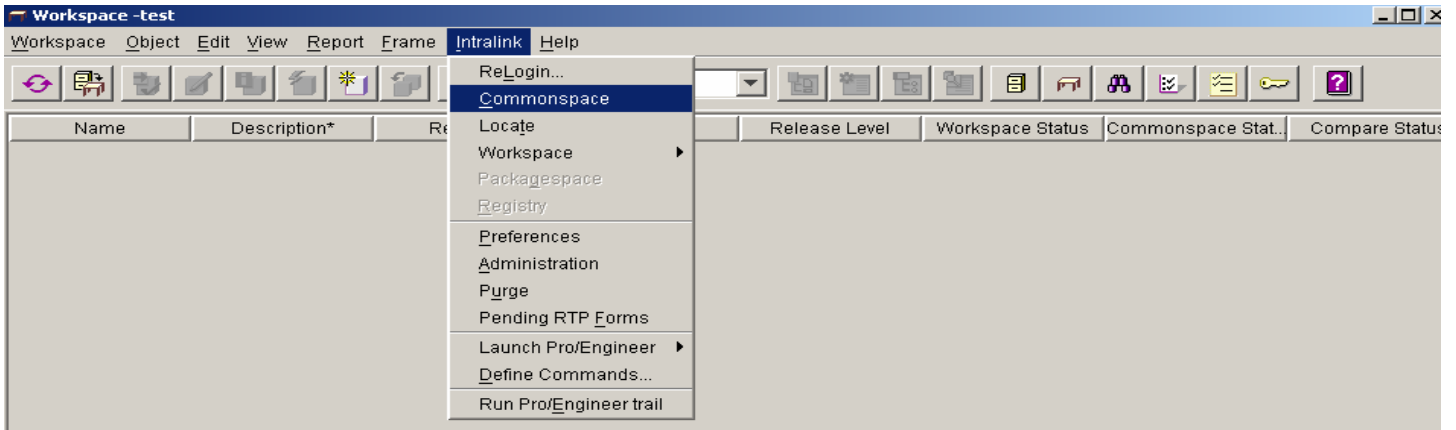 Workspace -test
Workspace Object Edit View Report Frame Intralink Help
ReLogin...
Commonspace
Name Description* Re Release Level Workspace Status Commonspace Stat... Compare Status
Locate
Workspace
Packagespace
Registry
Preferences
Administration
Purge
Pending RTP Forms
Launch Pro/Engineer
Define Commands...
Run Pro/Engineer trail